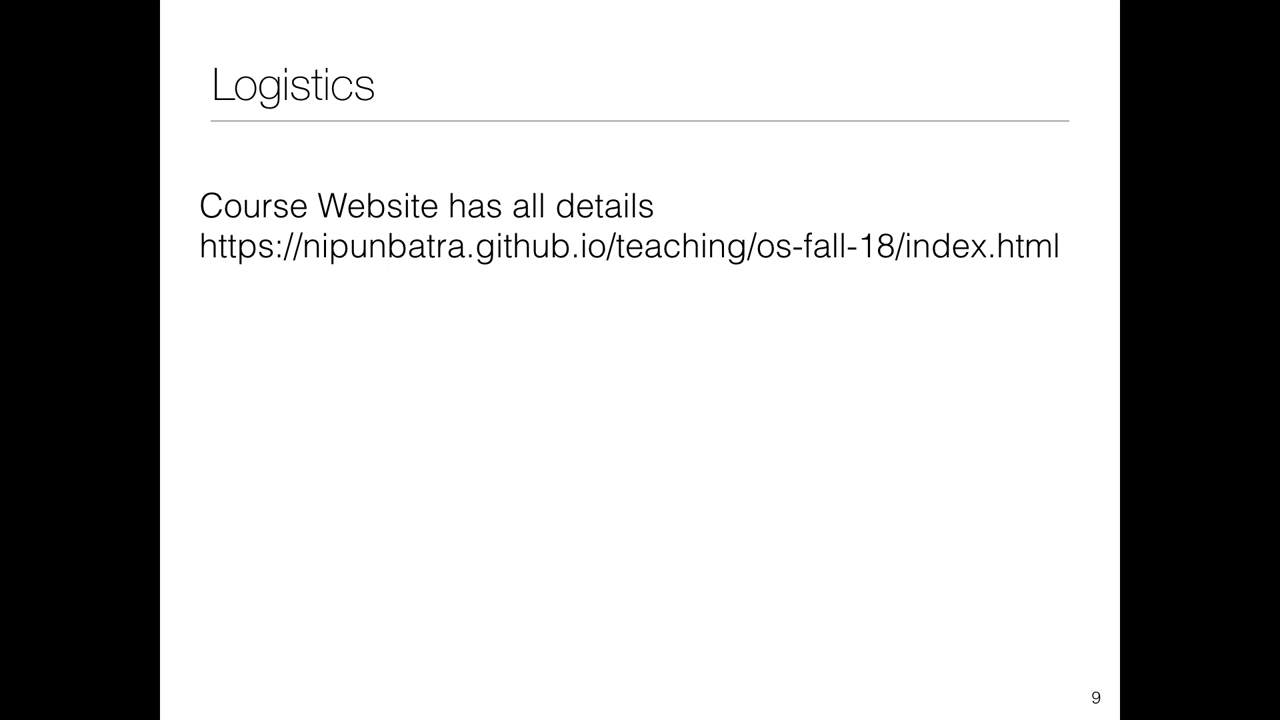 Logistics
Course Website has all details
https://nipunbatra.github.io/teaching/os-fall-18/index.html
9